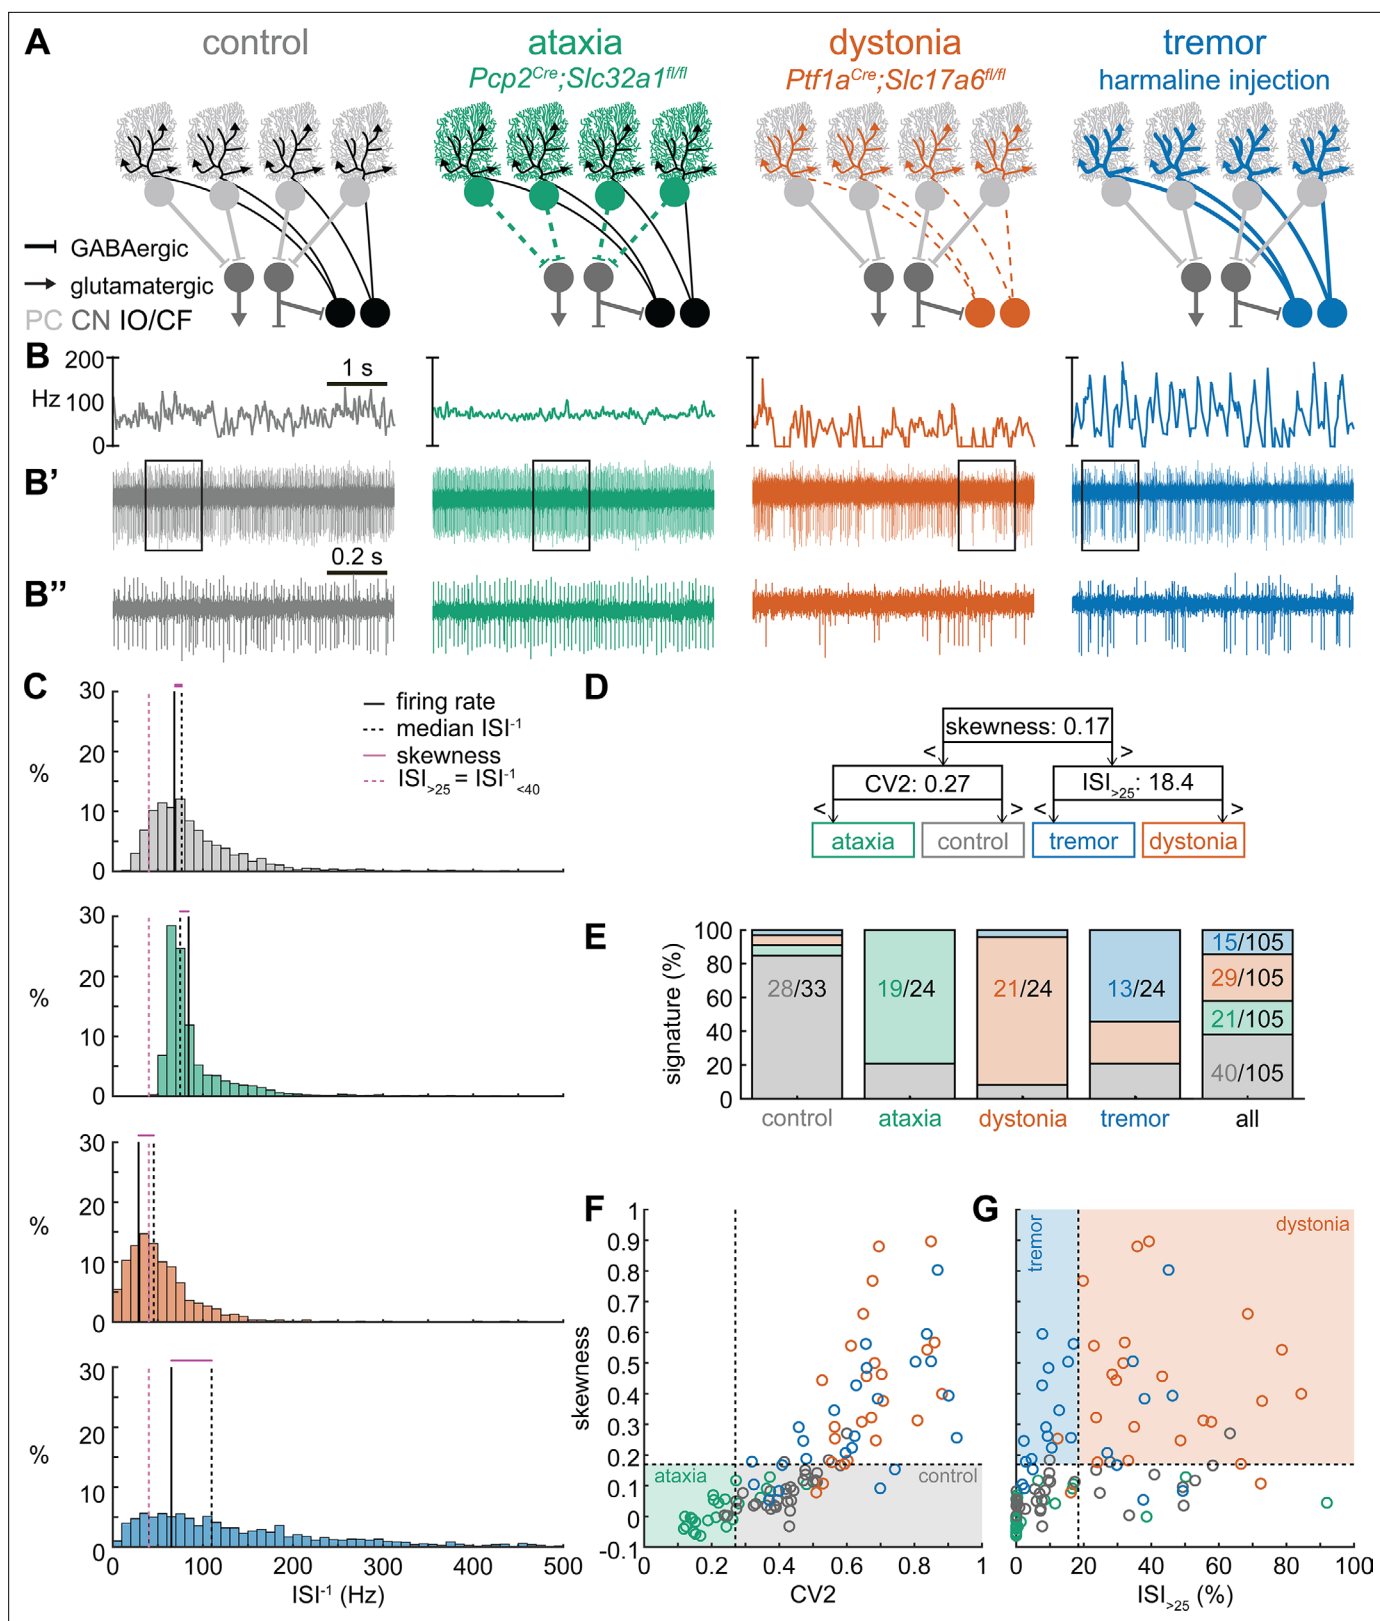 A
control
ataxia
dystonia
tremor
Pcp2Cre;Slc32a1fl/fl
Ptf1aCre;Slc17a6fl/fl
harmaline injection
GABAergic
glutamatergic
PC CN IO/CF
B
200
Hz 100
0
1 s
B’
0.2 s
B’’
C
30
20
%
10
0
firing rate
median ISI-1
skewness
ISI>25 = ISI-1<40
30
20
%
10
0
30
20
%
10
0
30
20
%
10
0
0 100 200 300 400 500
ISI-1 (Hz)
D
skewness: 0.17
< >
CV2: 0.27
ISI>25: 18.4
< > < >
ataxia
control
tremor
dystonia
E
signature (%)
100
80
60
40
20
0
28/33
19/24
21/24
13/24
15/105
29/105
21/105
40/105
control
ataxia
dystonia
tremor
all
F
skewness
1
0.9
0.8
0.7
0.6
0.5
0.4
0.3
0.2
0.1
0
-0.1
ataxia
control
0 0.2 0.4 0.6 0.8 1
CV2
G
tremor
dystonia
0 20 40 60 80 100
ISI>25 (%)